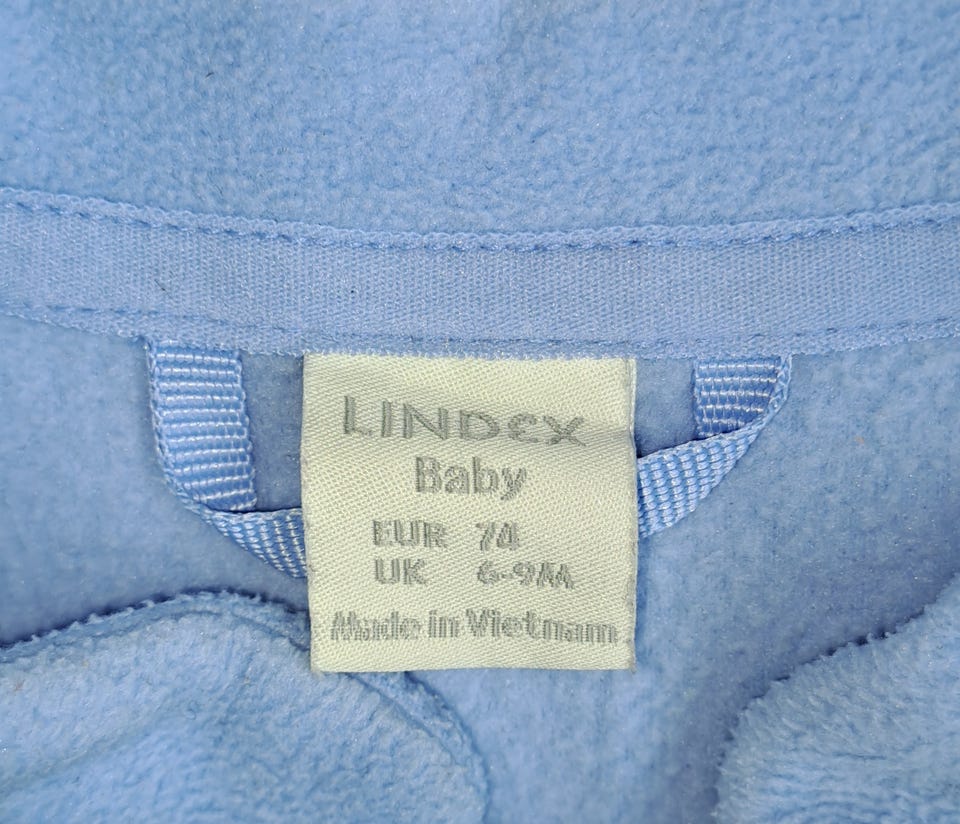 LINDEX
Baby
EUR 74
UK 6-9M
Made in Vietnam